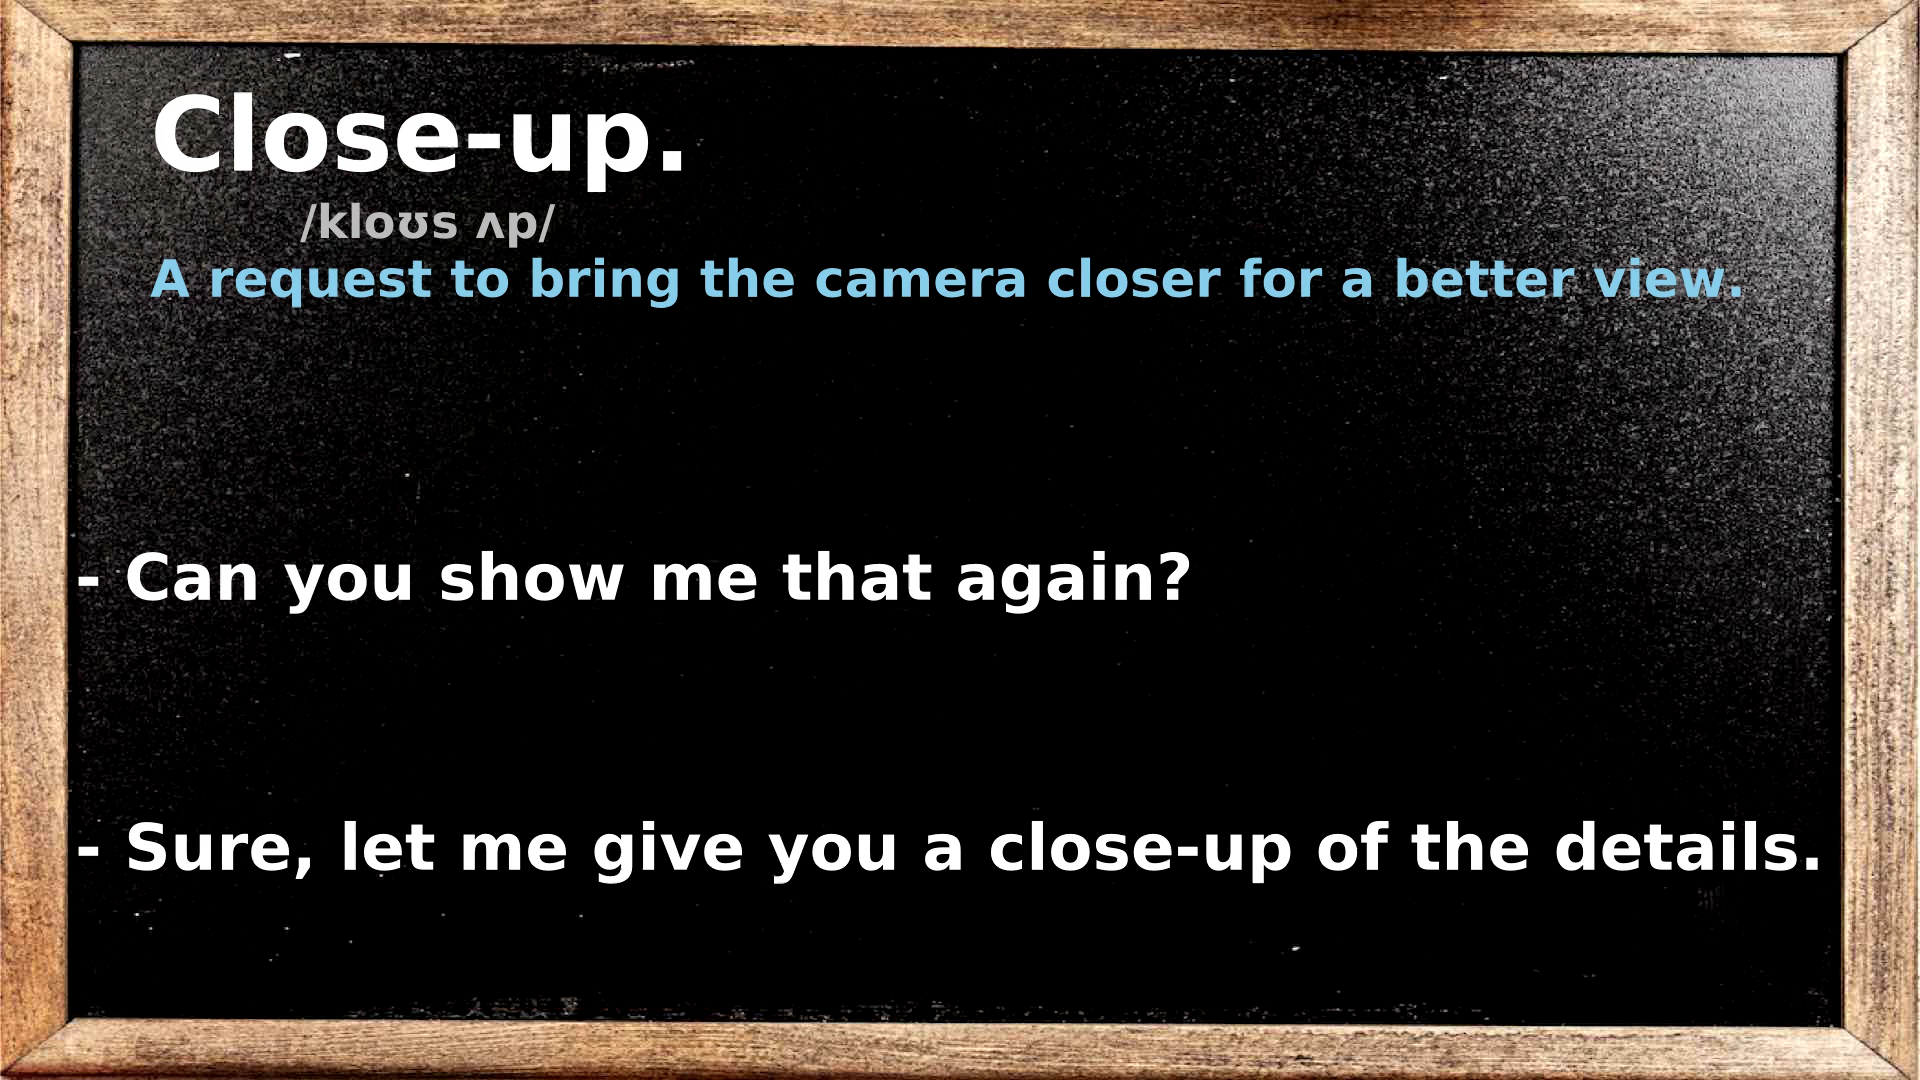 Close-up.
/kloʊs ʌp/
A request to bring the camera closer for a better view.
- Can you show me that again?
- Sure, let me give you a close-up of the details.